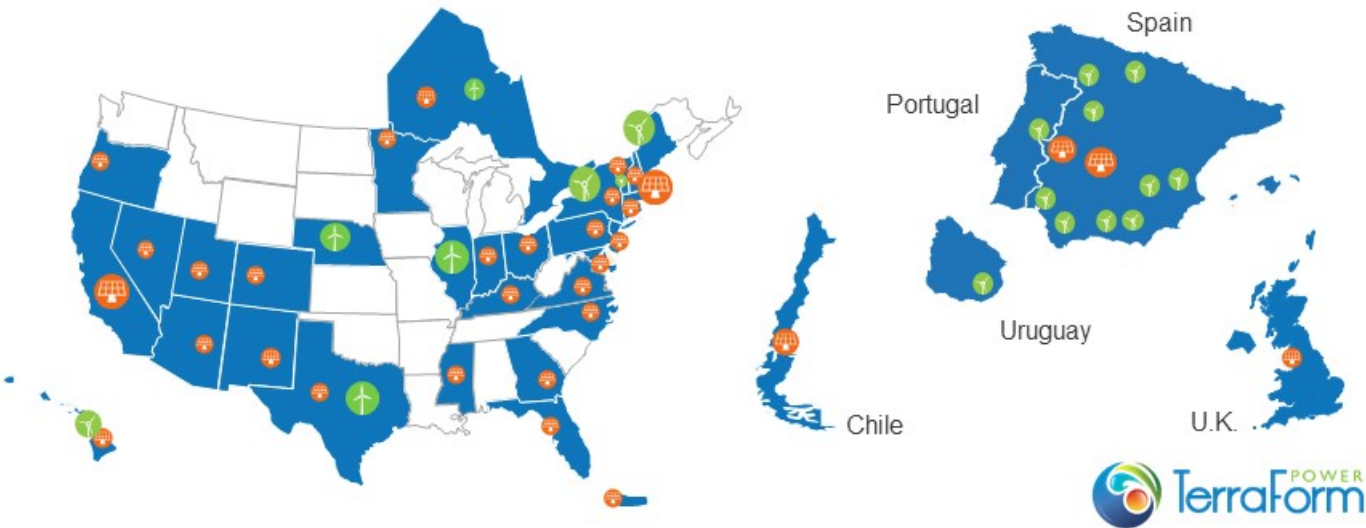 Spain
Portugal
Uruguay
Chile
U.K.
POWER
TerraForm